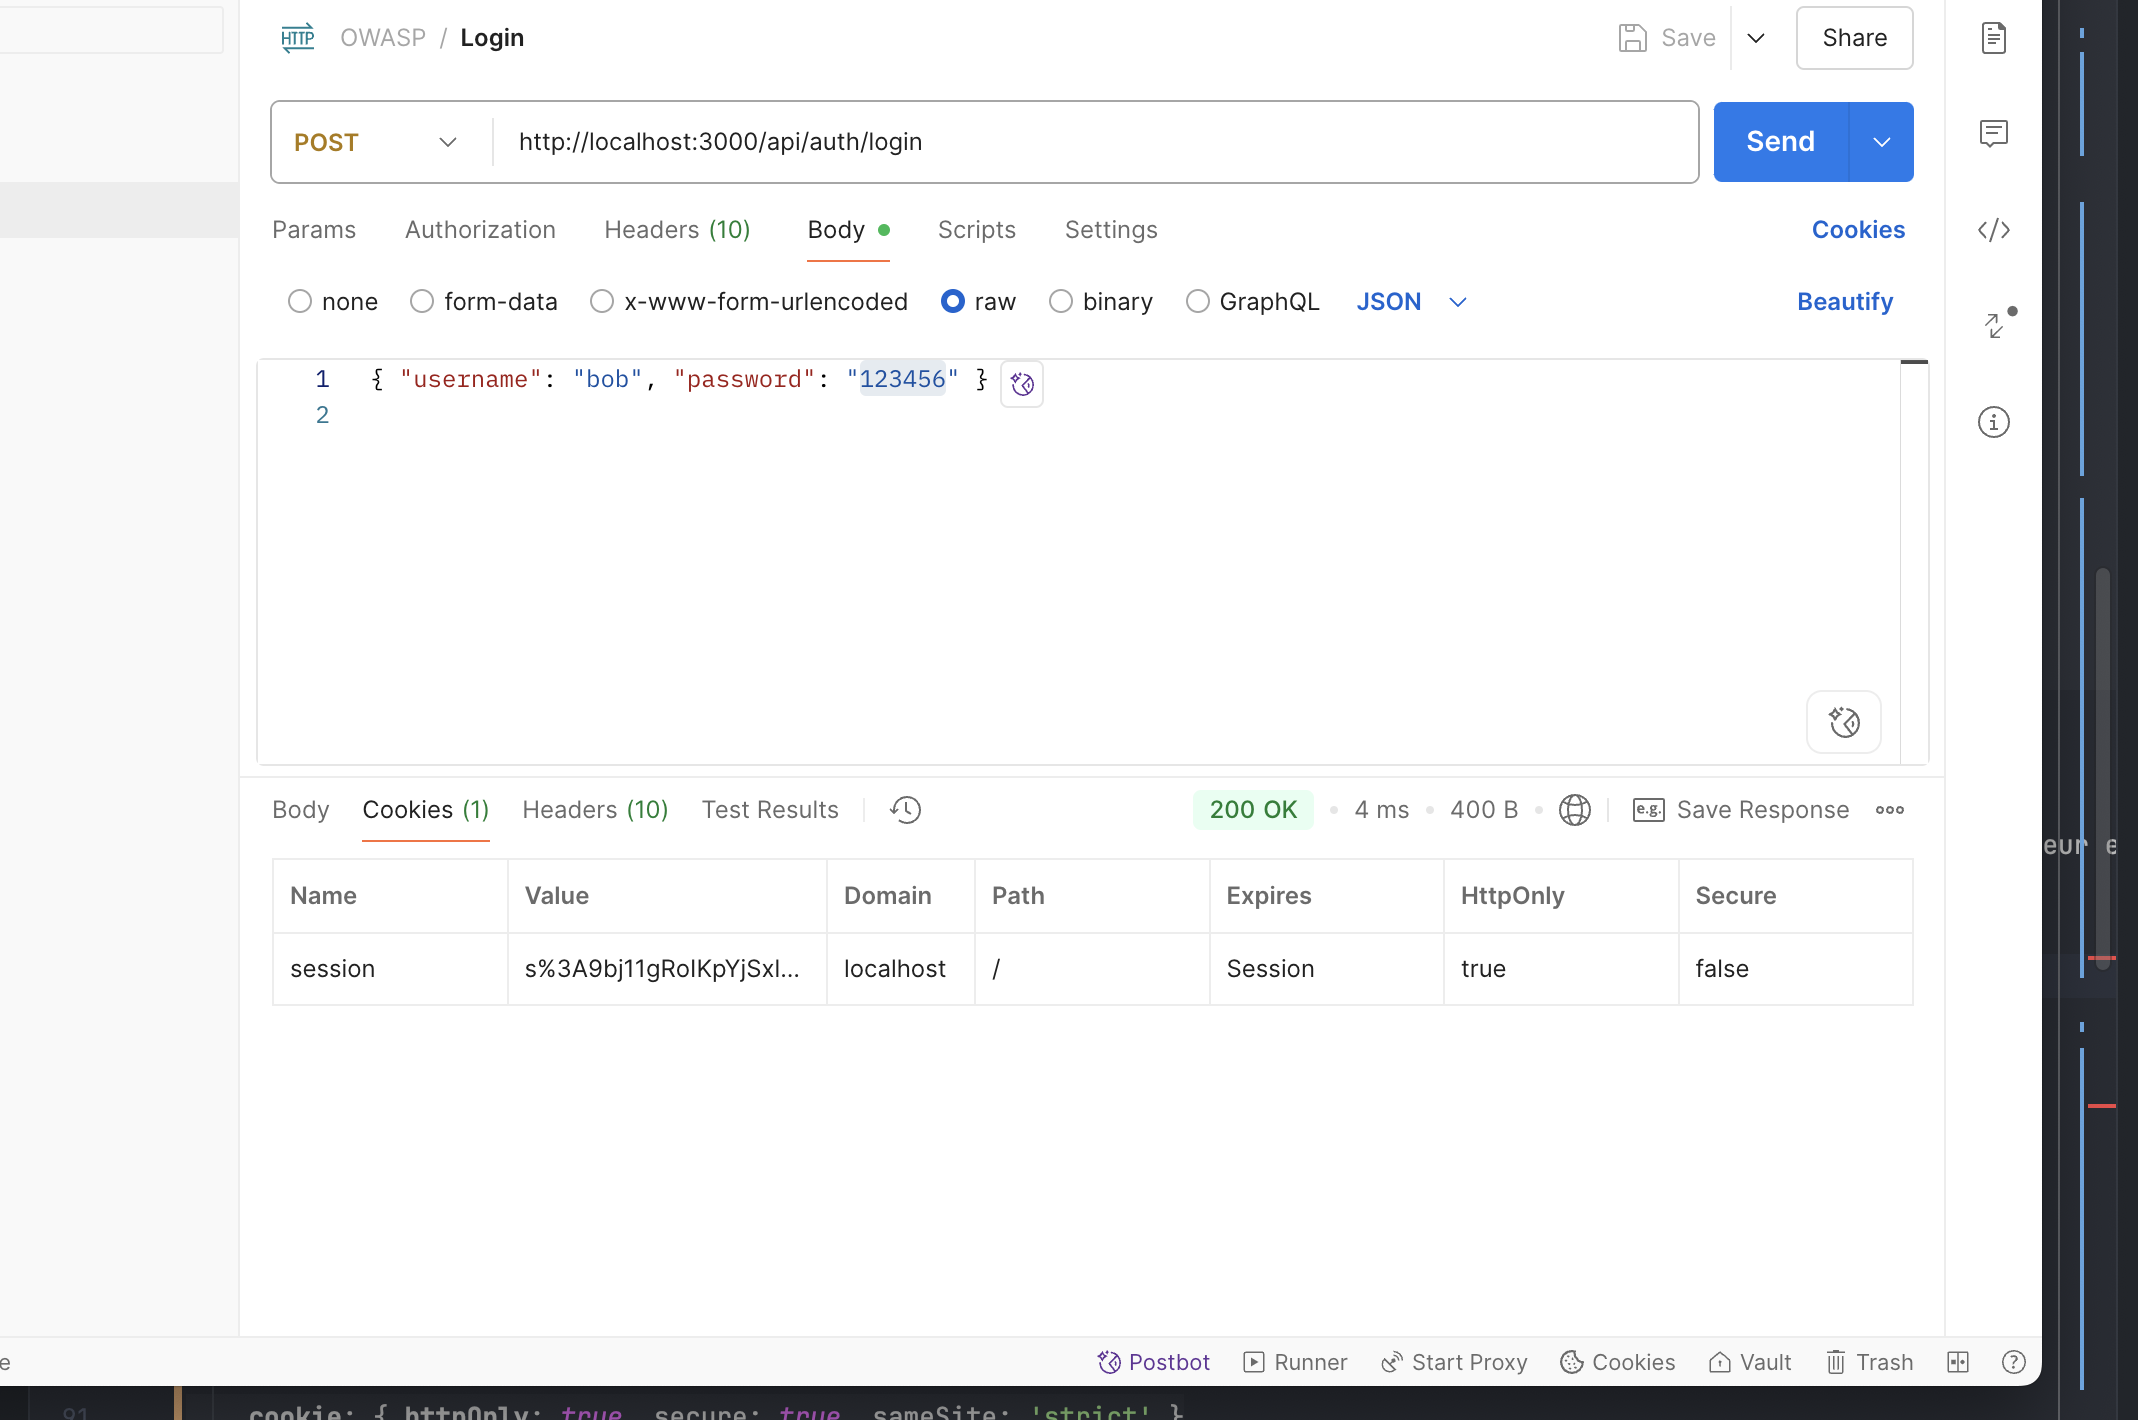 HTTP OWASP / Login Save Share
POST http://localhost:3000/api/auth/login Send
Params Authorization Headers (10) Body Scripts Settings Cookies
none form-data x-www-form-urlencoded raw binary GraphQL JSON Beautify
1 { "username": "bob", "password": "123456" }
2
Body Cookies (1) Headers (10) Test Results 200 OK 4 ms 400 B e.g. Save Response
eur e
Name Value Domain Path Expires HttpOnly Secure
session s%3A9bj11gRolKpYjSxl... localhost / Session true false
e Postbot Runner Start Proxy Cookies Vault Trash
91 cookie: { httpOnly: true, secure: true, sameSite: 'strict' }